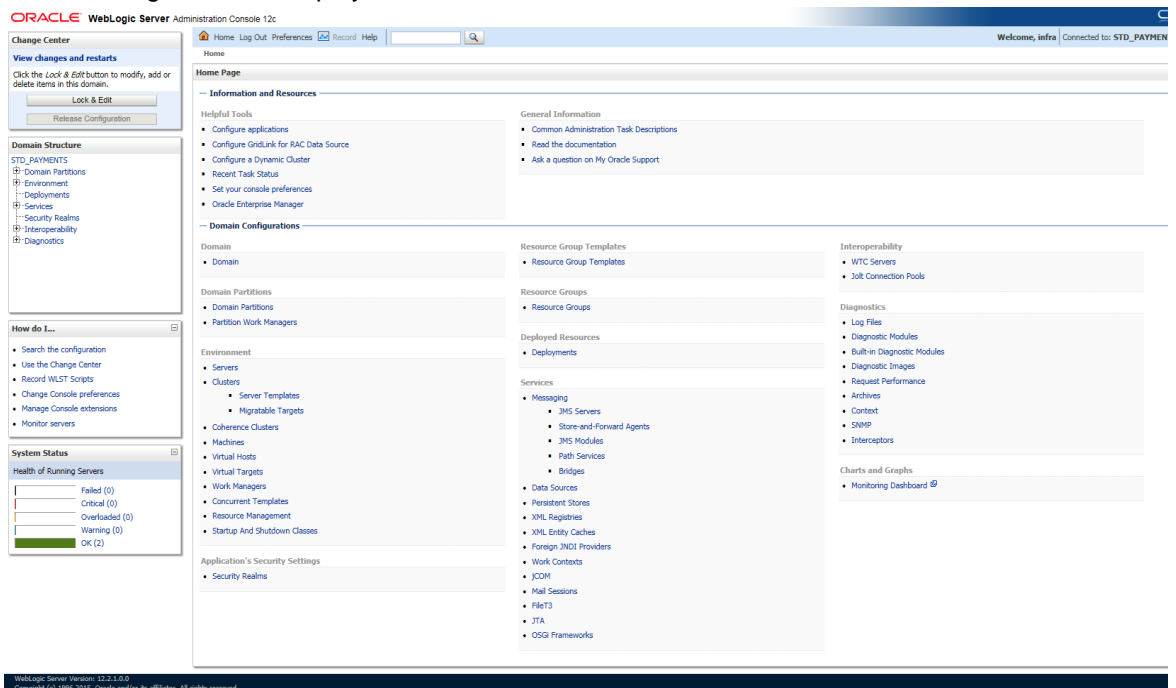 ORACLE WebLogic Server Administration Console 12c
Change Center
View changes and restarts
Click the Lock & Edit button to modify, add or
delete items in this domain.
Lock & Edit
Release Configuration
Domain Structure
STD_PAYMENTS
Domain Partitions
Environment
Deployments
Services
Security Realms
Interoperability
Diagnostics
How do I...
Search the configuration
Use the Change Center
Record WLST Scripts
Change Console preferences
Manage Console extensions
Monitor servers
System Status
Health of Running Servers
Failed (0)
Critical (0)
Overloaded (0)
Warning (0)
OK (2)
Home Log Out Preferences Record Help
Welcome, infra Connected to: STD_PAYMEN
Home
Home Page
Information and Resources
Helpful Tools
Configure applications
Configure GridLink for RAC Data Source
Configure a Dynamic Cluster
Recent Task Status
Set your console preferences
Oracle Enterprise Manager
General Information
Common Administration Task Descriptions
Read the documentation
Ask a question on My Oracle Support
Domain Configurations
Domain
Domain
Domain Partitions
Domain Partitions
Partition Work Managers
Environment
Servers
Clusters
Server Templates
Migratable Targets
Coherence Clusters
Machines
Virtual Hosts
Virtual Targets
Work Managers
Concurrent Templates
Resource Management
Startup And Shutdown Classes
Application's Security Settings
Security Realms
Resource Group Templates
Resource Group Templates
Resource Groups
Resource Groups
Deployed Resources
Deployments
Services
Messaging
JMS Servers
Store-and-Forward Agents
JMS Modules
Path Services
Bridges
Data Sources
Persistent Stores
XML Registries
XML Entity Caches
Foreign JNDI Providers
Work Contexts
jCOM
Mail Sessions
FileT3
JTA
OSGi Frameworks
Interoperability
WTC Servers
Jolt Connection Pools
Diagnostics
Log Files
Diagnostic Modules
Built-in Diagnostic Modules
Diagnostic Images
Request Performance
Archives
Context
SNMP
Interceptors
Charts and Graphs
Monitoring Dashboard
WebLogic Server Version: 12.2.1.0.0
Copyright (c) 1996,2015, Oracle and/or its affiliates. All rights reserved.